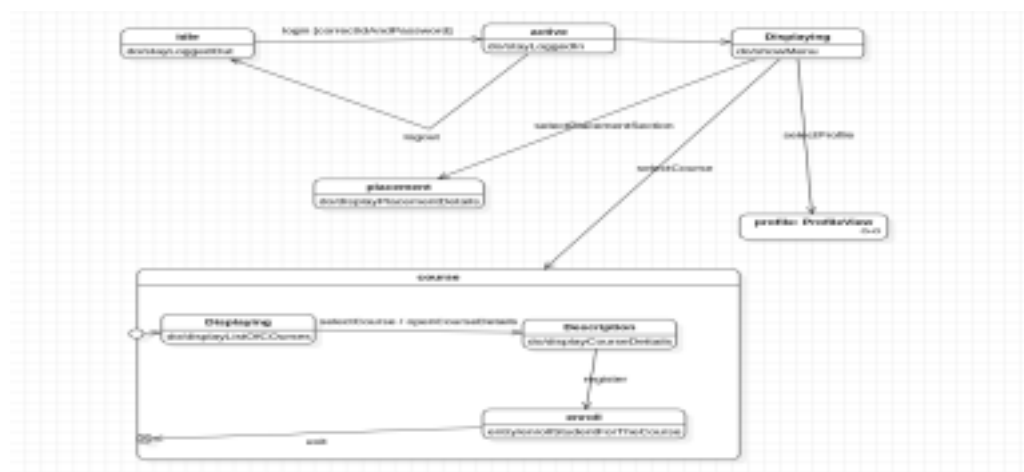 idle
do/stayLoggedOut
login [correctIdAndPassword]
active
do/stayLoggedIn
Displaying
do/showMenu
logout
selectPlacementSection
selectProfile
selectCourse
placement
do/displayPlacementDetails
profile: ProfileView
course
Displaying
do/displayListOfCourses
selectCourse / openCourseDetails
Description
do/displayCourseDetails
register
enroll
entry/enrollStudentForTheCourse
exit